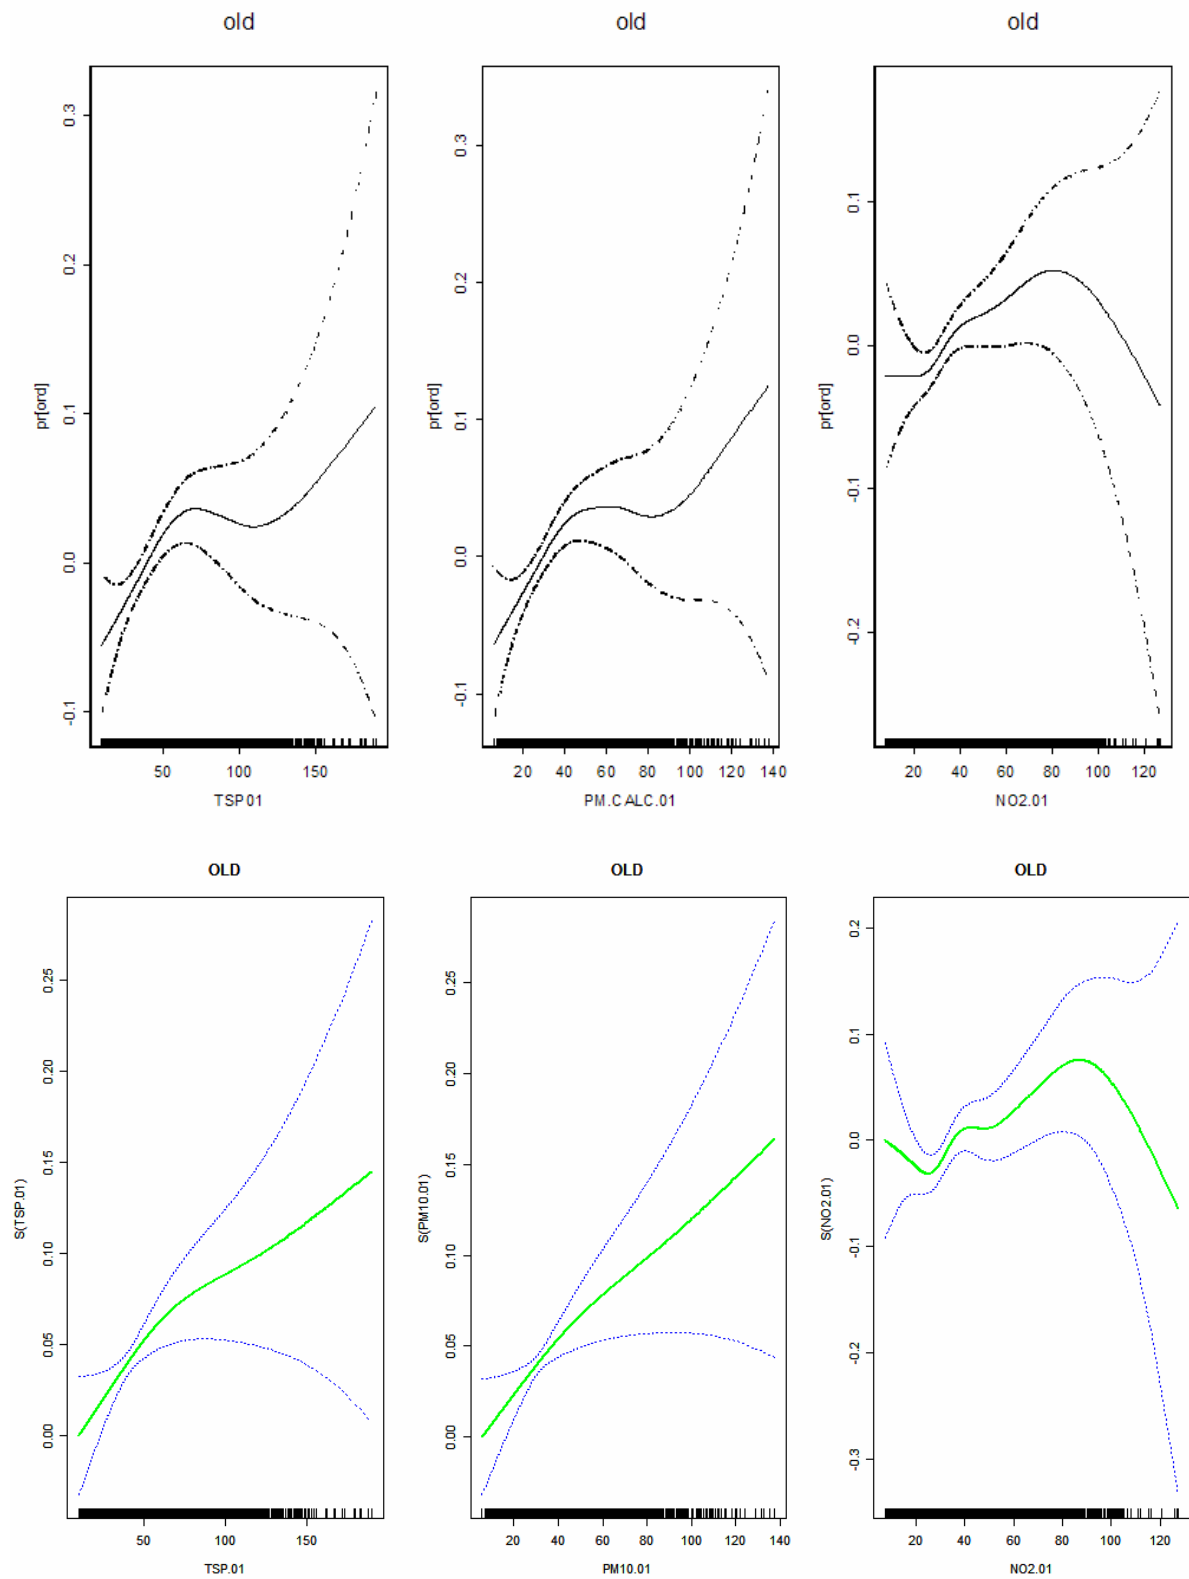 old old old
pr[ord] pr[ord] pr[ord]
0.3 0.3
0.2 0.2 0.1
0.1 0.1 0.0
0.0 0.0 -0.1
-0.1 -0.1 -0.2
50 100 150 20 40 60 80 100 120 140 20 40 60 80 100 120
TSP.01 PM.CALC.01 NO2.01
OLD OLD OLD
S(TSP.01) S(PM10.01) S(NO2.01)
0.25 0.25 0.2
0.20 0.20 0.1
0.15 0.15 0.0
0.10 0.10 -0.1
0.05 0.05 -0.2
0.00 0.00 -0.3
50 100 150 20 40 60 80 100 120 140 20 40 60 80 100 120
TSP.01 PM10.01 NO2.01